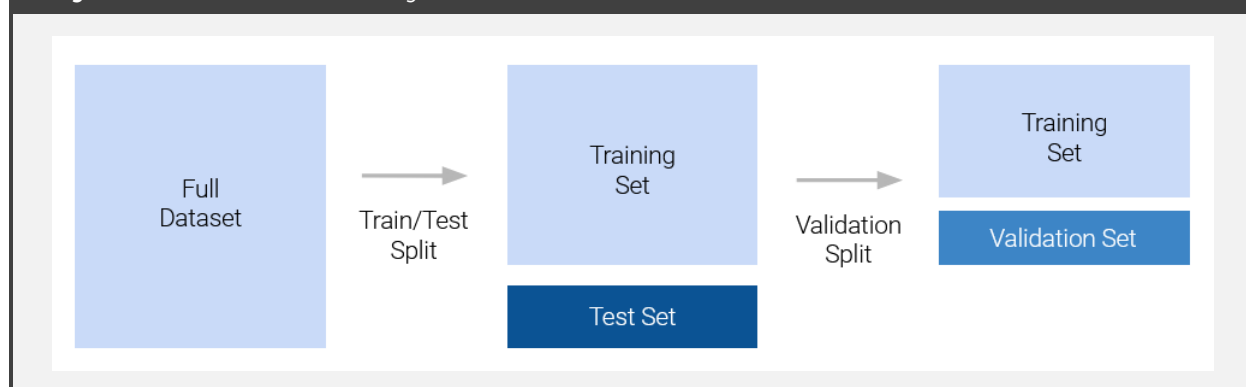 Full
Dataset
Train/Test
Split
Training
Set
Test Set
Validation
Split
Training
Set
Validation Set